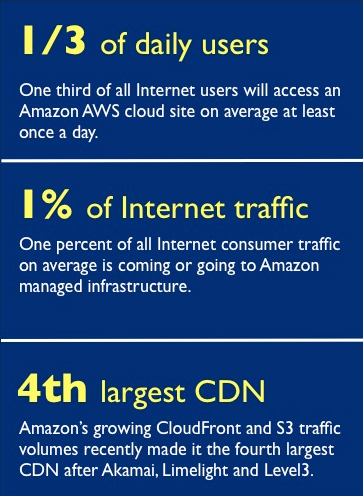 1/3 of daily users
One third of all Internet users will access an
Amazon AWS cloud site on average at least
once a day.
1% of Internet traffic
One percent of all Internet consumer traffic
on average is coming or going to Amazon
managed infrastructure.
4th largest CDN
Amazon's growing CloudFront and S3 traffic
volumes recently made it the fourth largest
CDN after Akamai, Limelight and Level3.